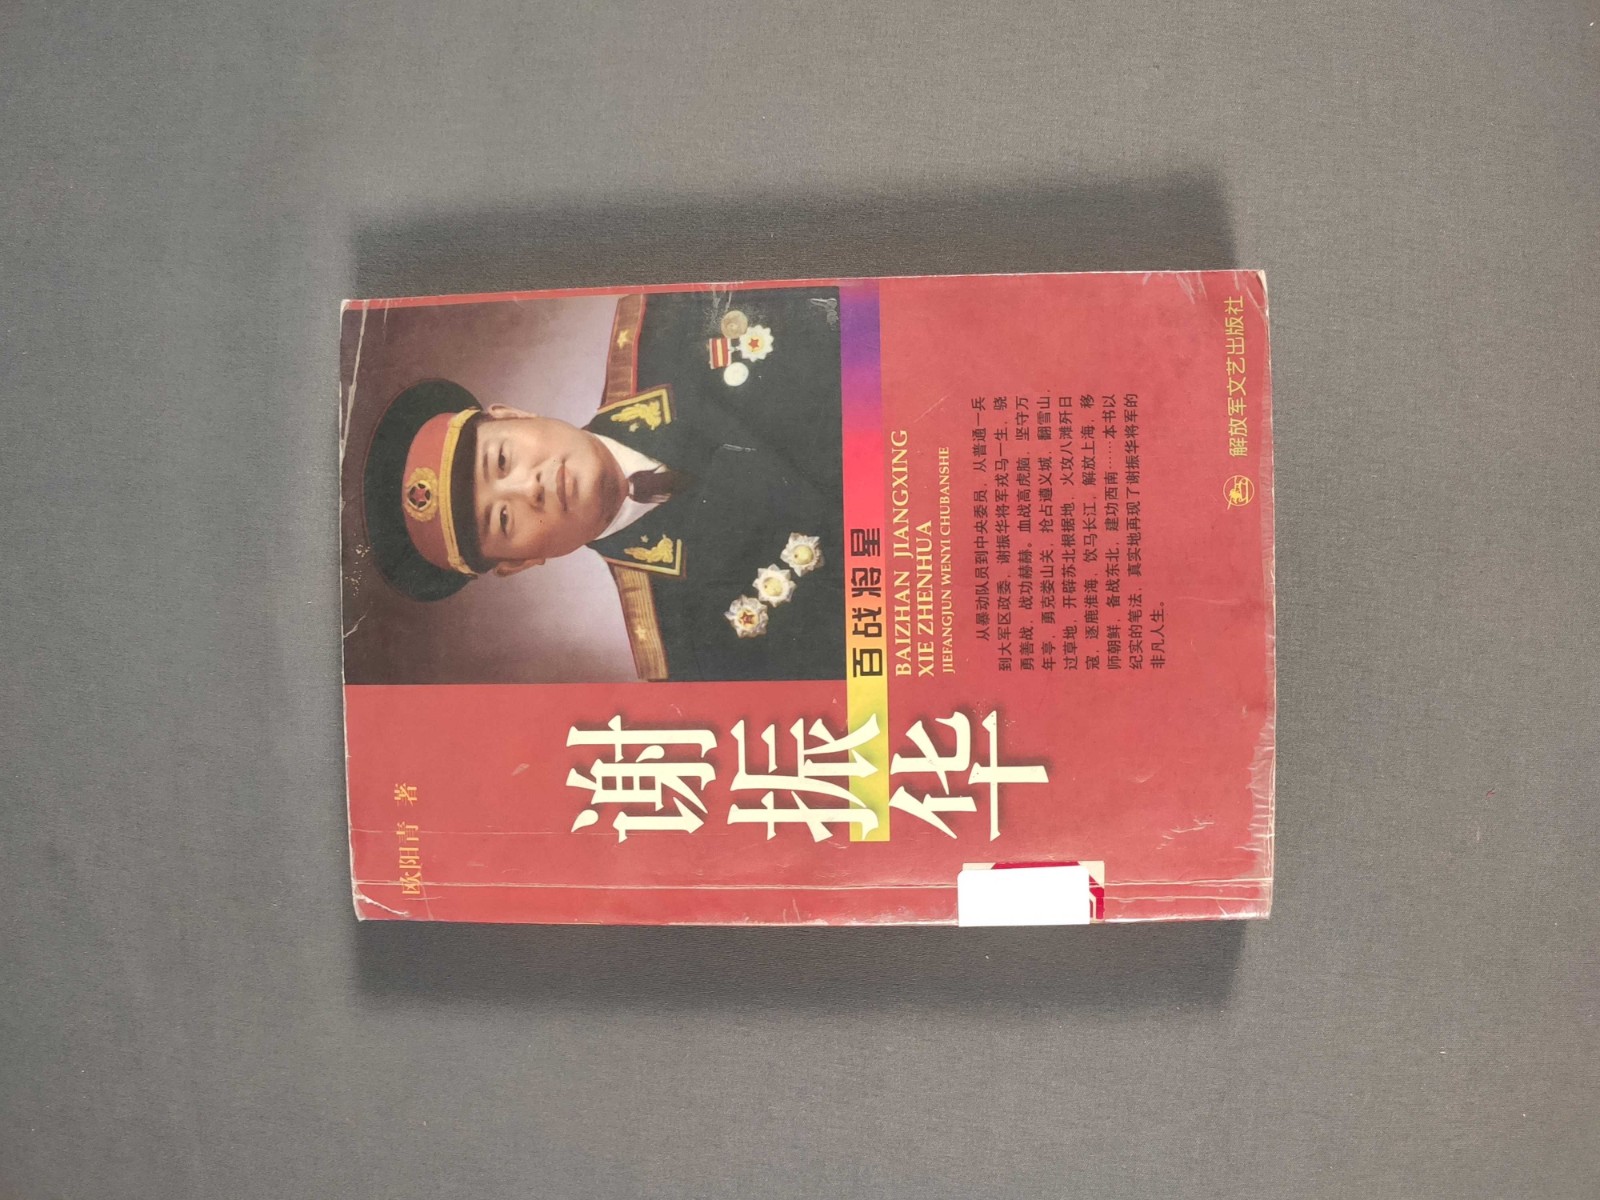 欧阳青 著
谢振华
百战将星
BAIZHAN JIANGXING
XIE ZHENHUA
JIEFANGJUN WENYI CHUBANSHE
从暴动队员到中央委员，从普通一兵
到大军区政委，谢振华将军戎马一生，骁
勇善战，战功赫赫。血战高虎脑，坚守万
年亭，勇克娄山关，抢占遵义城，翻雪山，
过草地，开辟苏北根据地，火攻八滩歼日
寇，逐鹿淮海，饮马长江，解放上海，移
师朝鲜，备战东北，建功西南……本书以
纪实的笔法，真实地再现了谢振华将军的
非凡人生。
解放军文艺出版社